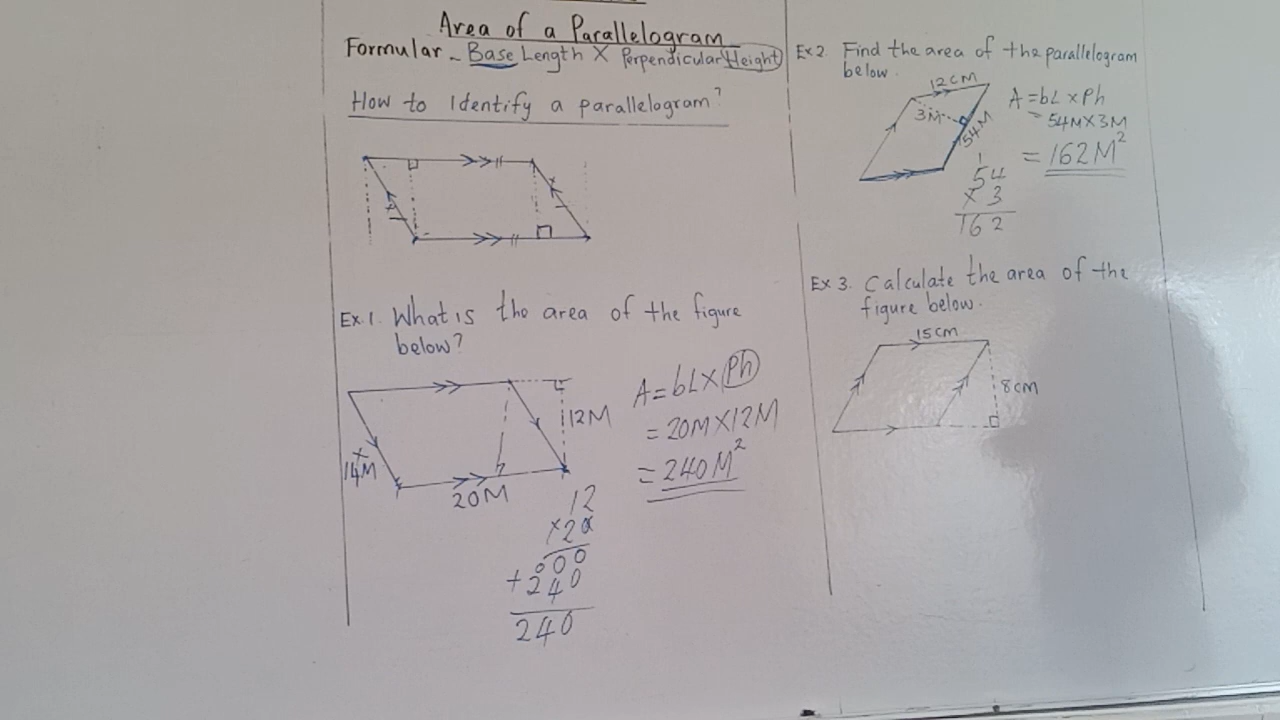 Area of a Parallelogram
Formular - Base Length X Perpendicular Height
How to Identify a parallelogram?
Ex.1. What is the area of the figure
below?
12M
14M
20M
A = bL X Ph
= 20M X 12M
= 240M²
12
x20
000
+240
240
Ex2. Find the area of the parallelogram
below.
12CM
3M
54M
A = bL x Ph
= 54M X 3M
= 162M²
1
54
x 3
162
Ex 3. Calculate the area of the
figure below.
15cm
8cm